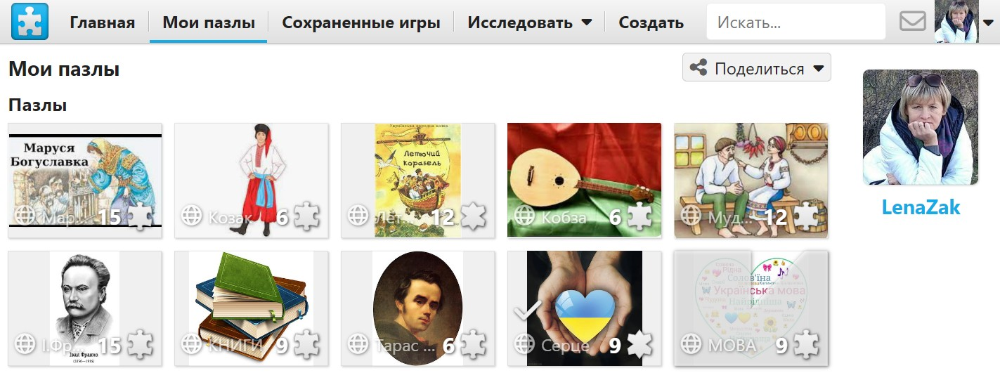 Главная
Мои пазлы
Сохраненные игры
Исследовать
Создать
Искать...
Мои пазлы
Поделиться
Пазлы
LenaZak
Маруся
Богуславка
Мар...
15
Козак
6
Українська народна казка
Летючий
корабель
Лет...
12
Кобза
6
Муд...
12
Іван Франко
(1856—1916)
І.Фр...
15
КНИГИ
9
Тарас ...
6
Серце
9
Рідна
Солов'їна
Калина
Українська мова
Найрідніша
МОВА
9